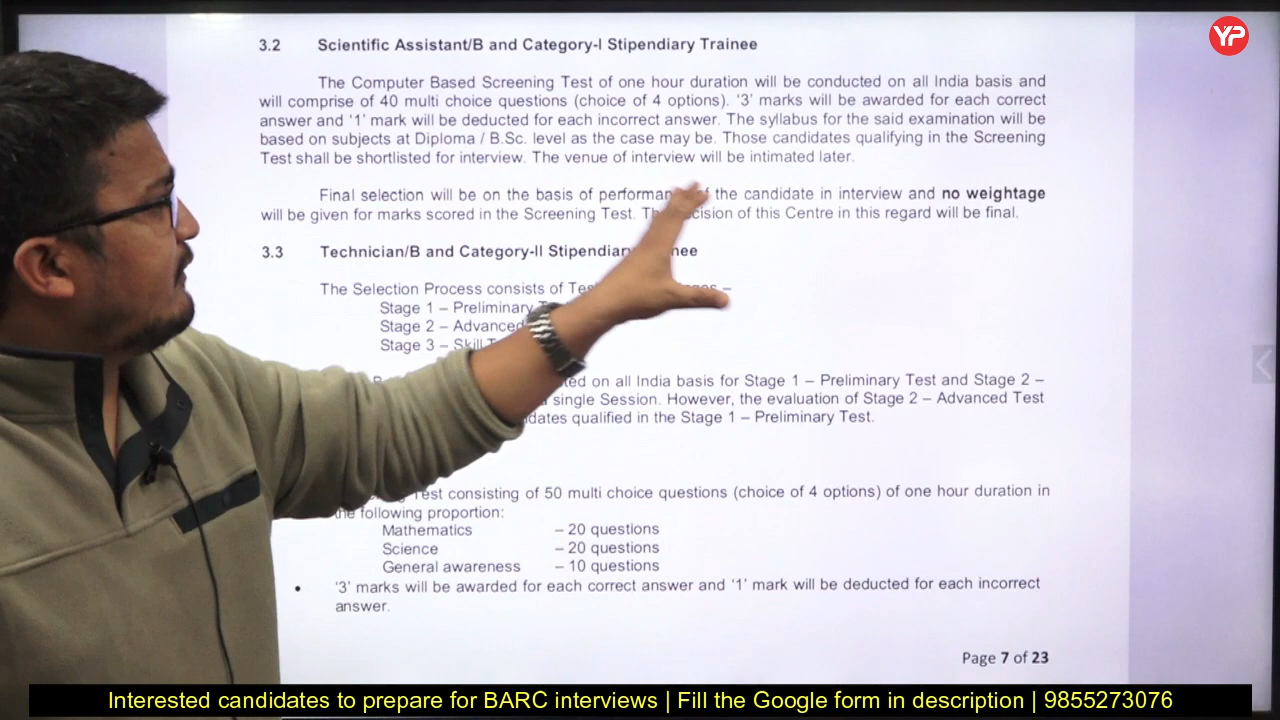 YP
3.2 Scientific Assistant/B and Category-I Stipendiary Trainee
The Computer Based Screening Test of one hour duration will be conducted on all India basis and
will comprise of 40 multi choice questions (choice of 4 options). ‘3’ marks will be awarded for each correct
answer and ‘1’ mark will be deducted for each incorrect answer. The syllabus for the said examination will be
based on subjects at Diploma / B.Sc. level as the case may be. Those candidates qualifying in the Screening
Test shall be shortlisted for interview. The venue of interview will be intimated later.
Final selection will be on the basis of the candidate in interview and no weightage
will be given for marks scored in the Screening Test. of this Centre in this regard will be final.
3.3 Technician/B and Category-II
The Selection Process consists of
Stage 1 – Preliminary
Stage 2 – Advanced
Stage 3 –
on all India basis for Stage 1 – Preliminary Test and Stage 2 –
single Session. However, the evaluation of Stage 2 – Advanced Test
qualified in the Stage 1 – Preliminary Test.
consisting of 50 multi choice questions (choice of 4 options) of one hour duration in
the following proportion:
Mathematics – 20 questions
Science – 20 questions
General awareness – 10 questions
• ‘3’ marks will be awarded for each correct answer and ‘1’ mark will be deducted for each incorrect
answer.
Page 7 of 23
Interested candidates to prepare for BARC interviews | Fill the Google form in description | 9855273076